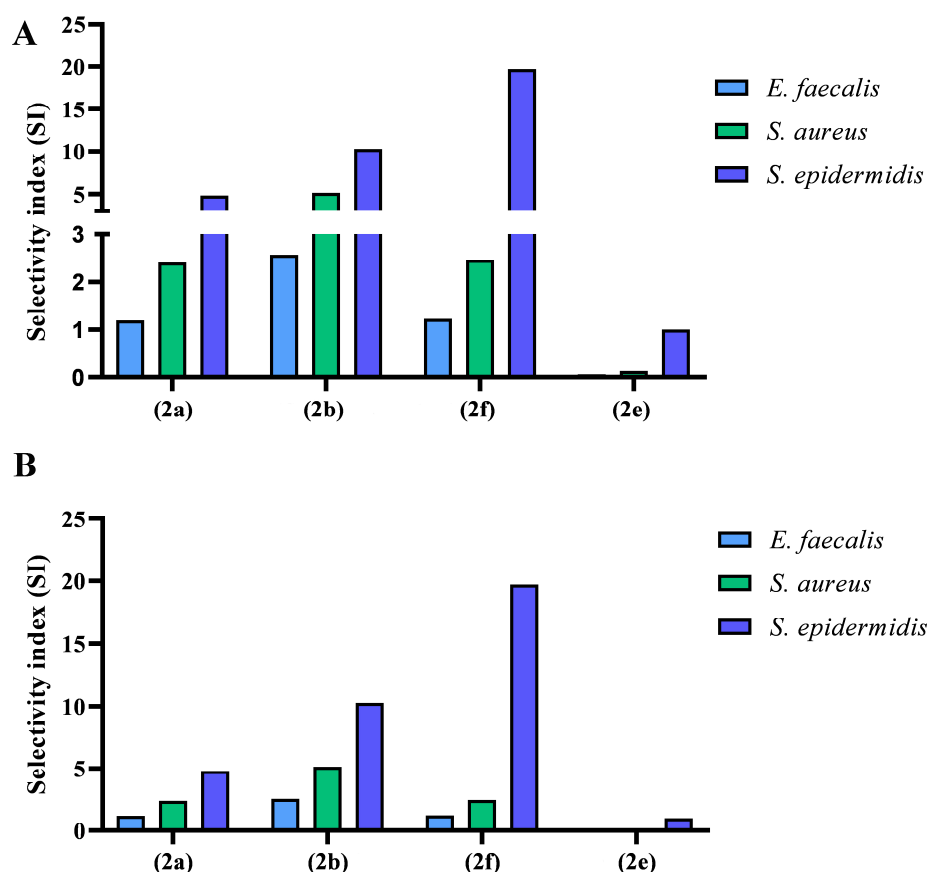 A
Selectivity index (SI)
25
20
15
10
5
3
2
1
0
(2a) (2b) (2f) (2e)
E. faecalis
S. aureus
S. epidermidis
B
Selectivity index (SI)
25
20
15
10
5
0
(2a) (2b) (2f) (2e)
E. faecalis
S. aureus
S. epidermidis